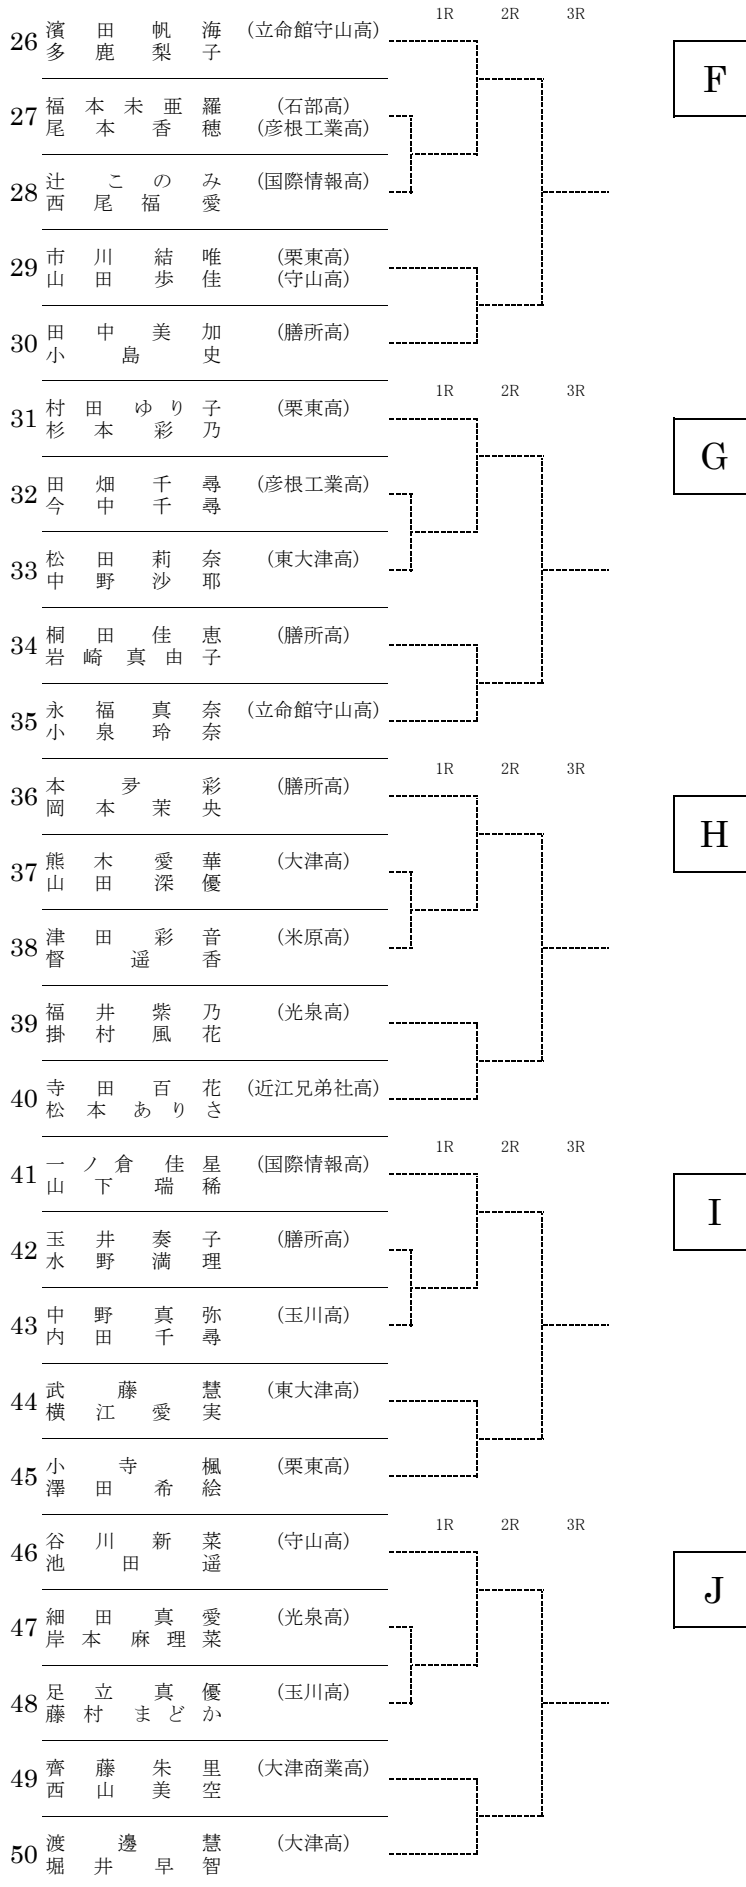 1R 2R 3R
26 濱田帆海 (立命館守山高)
多鹿梨子
F
27 福本未亜羅 (石部高)
尾本香穂 (彦根工業高)
28 辻このみ (国際情報高)
西尾福愛
29 市川結唯 (栗東高)
山田歩佳 (守山高)
30 田中美加 (膳所高)
小島史
1R 2R 3R
31 村田ゆり子 (栗東高)
杉本彩乃
G
32 田畑千尋 (彦根工業高)
今中千尋
33 松田莉奈 (東大津高)
中野沙耶
34 桐田佳恵 (膳所高)
岩崎真由子
35 永福真奈 (立命館守山高)
小泉玲奈
1R 2R 3R
36 本夛彩 (膳所高)
岡本茉央
H
37 熊木愛華 (大津高)
山田深優
38 津田彩音 (米原高)
督遥香
39 福井紫乃 (光泉高)
掛村風花
40 寺田百花 (近江兄弟社高)
松本ありさ
1R 2R 3R
41 一ノ倉佳星 (国際情報高)
山下瑞稀
I
42 玉井奏子 (膳所高)
水野満理
43 中野真弥 (玉川高)
内田千尋
44 武藤慧 (東大津高)
横江愛実
45 小寺楓 (栗東高)
澤田希絵
1R 2R 3R
46 谷川新菜 (守山高)
池田遥
J
47 細田真愛 (光泉高)
岸本麻理菜
48 足立真優 (玉川高)
藤村まどか
49 齊藤朱里 (大津商業高)
西山美空
50 渡邊慧 (大津高)
堀井早智